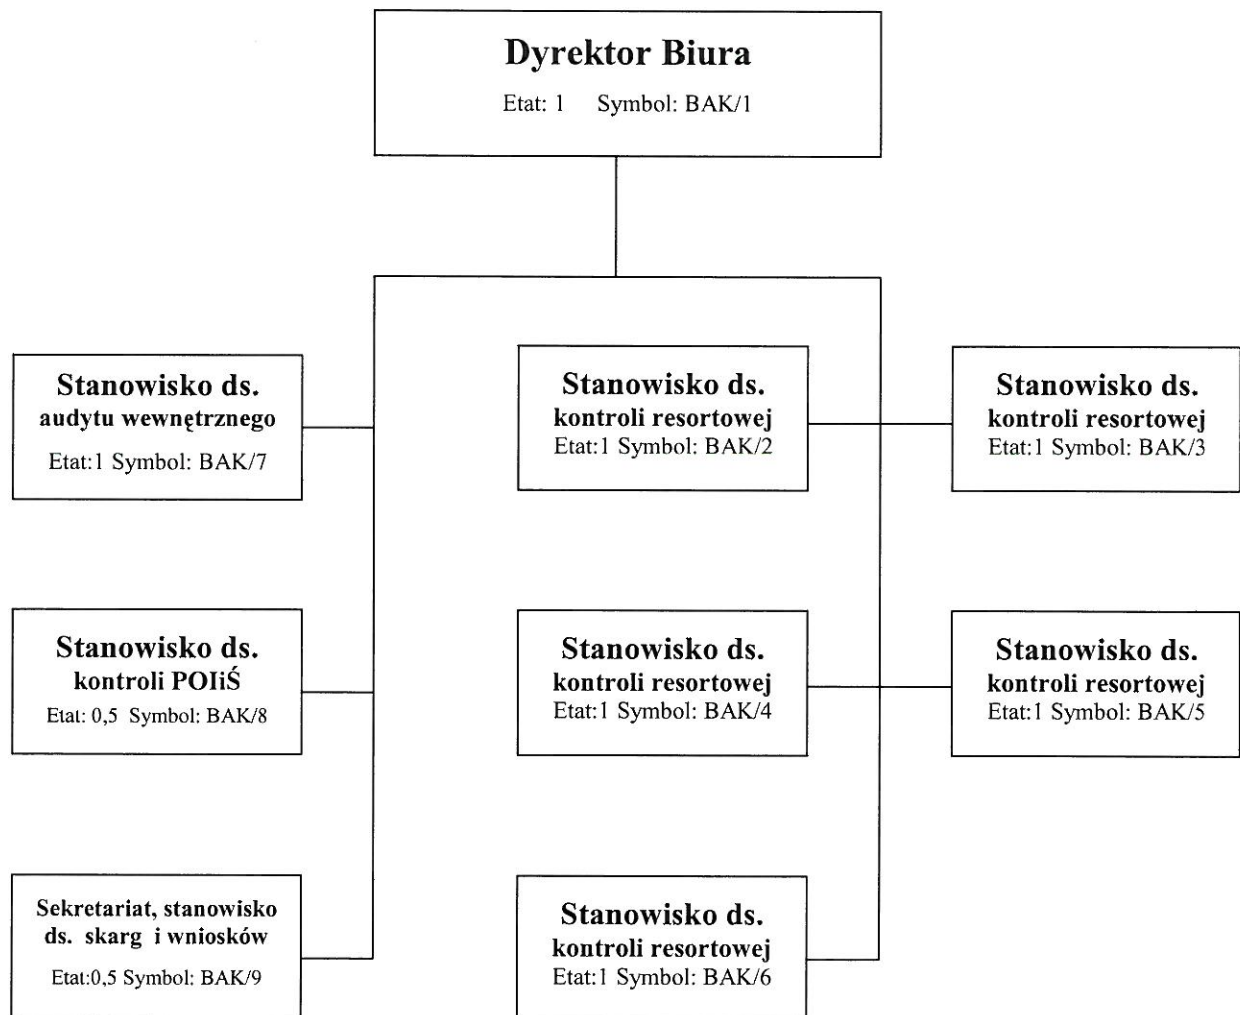 Dyrektor Biura
Etat: 1 Symbol: BAK/1
Stanowisko ds.
audytu wewnętrznego
Etat:1 Symbol: BAK/7
Stanowisko ds.
kontroli resortowej
Etat:1 Symbol: BAK/2
Stanowisko ds.
kontroli resortowej
Etat:1 Symbol: BAK/3
Stanowisko ds.
kontroli POIiŚ
Etat: 0,5 Symbol: BAK/8
Stanowisko ds.
kontroli resortowej
Etat:1 Symbol: BAK/4
Stanowisko ds.
kontroli resortowej
Etat:1 Symbol: BAK/5
Sekretariat, stanowisko
ds. skarg i wniosków
Etat:0,5 Symbol: BAK/9
Stanowisko ds.
kontroli resortowej
Etat:1 Symbol: BAK/6